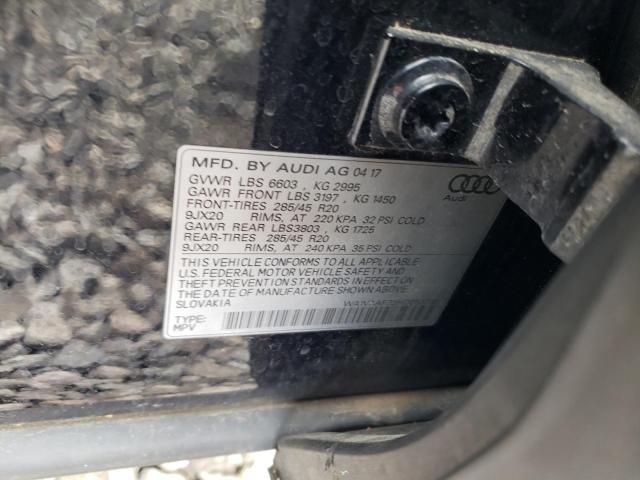 MFD. BY AUDI AG 04 17
GVWR LBS 6603 , KG 2995
GAWR FRONT LBS 3197 , KG 1450
FRONT-TIRES 285/45 R20
9JX20 RIMS, AT 220 KPA 32 PSI COLD
GAWR REAR LBS3803 , KG 1725
REAR-TIRES 285/45 R20
9JX20 RIMS, AT 240 KPA 35 PSI COLD
THIS VEHICLE CONFORMS TO ALL APPLICABLE
U.S. FEDERAL MOTOR VEHICLE SAFETY AND
THEFT PREVENTION STANDARDS IN EFFECT ON
THE DATE OF MANUFACTURE SHOWN ABOVE.
SLOVAKIA
TYPE:
MPV
Audi